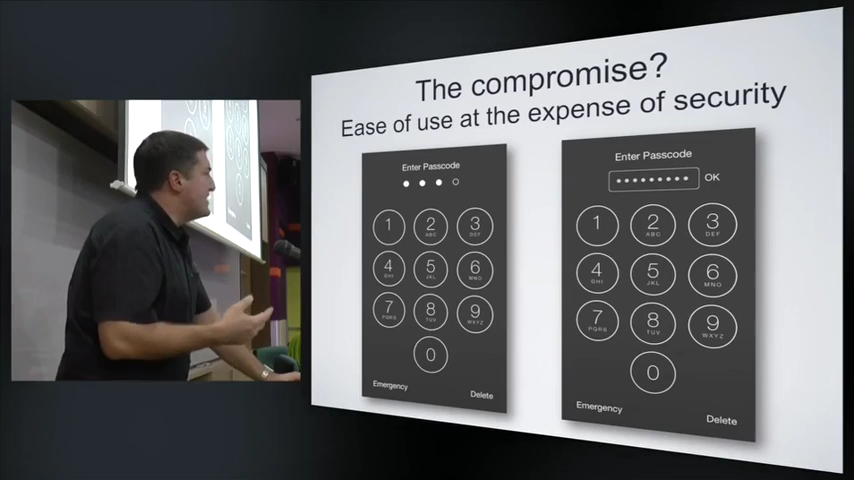 The compromise?
Ease of use at the expense of security
Enter Passcode
1 2 3
ABC DEF
4 5 6
GHI JKL MNO
7 8 9
PQRS TUV WXYZ
0
Emergency
Delete
Enter Passcode
OK
1 2 3
ABC DEF
4 5 6
GHI JKL MNO
7 8 9
PQRS TUV WXYZ
0
Emergency
Delete